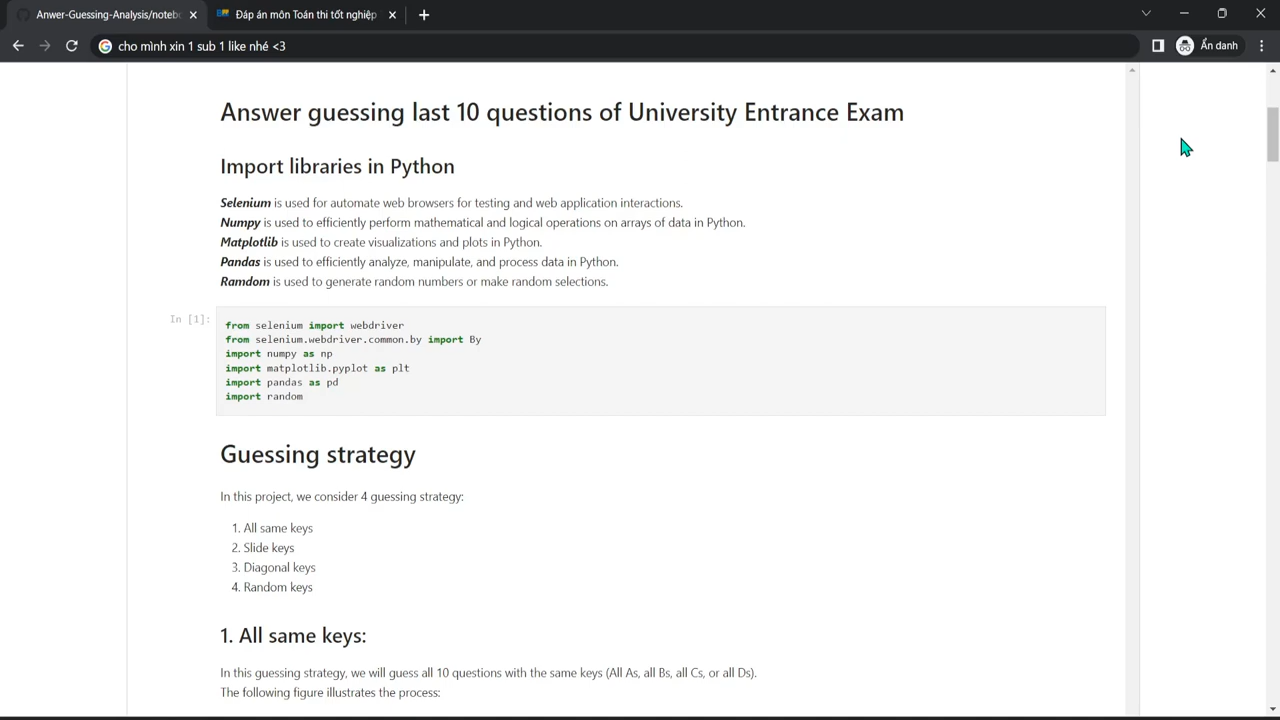 Anwer-Guessing-Analysis/notebo
Đáp án môn Toán thi tốt nghiệp
cho mình xin 1 sub 1 like nhé <3
Ẩn danh
Answer guessing last 10 questions of University Entrance Exam
Import libraries in Python
Selenium is used for automate web browsers for testing and web application interactions.
Numpy is used to efficiently perform mathematical and logical operations on arrays of data in Python.
Matplotlib is used to create visualizations and plots in Python.
Pandas is used to efficiently analyze, manipulate, and process data in Python.
Ramdom is used to generate random numbers or make random selections.
In [1]:
from selenium import webdriver
from selenium.webdriver.common.by import By
import numpy as np
import matplotlib.pyplot as plt
import pandas as pd
import random
Guessing strategy
In this project, we consider 4 guessing strategy:
1. All same keys
2. Slide keys
3. Diagonal keys
4. Random keys
1. All same keys:
In this guessing strategy, we will guess all 10 questions with the same keys (All As, all Bs, all Cs, or all Ds).
The following figure illustrates the process: